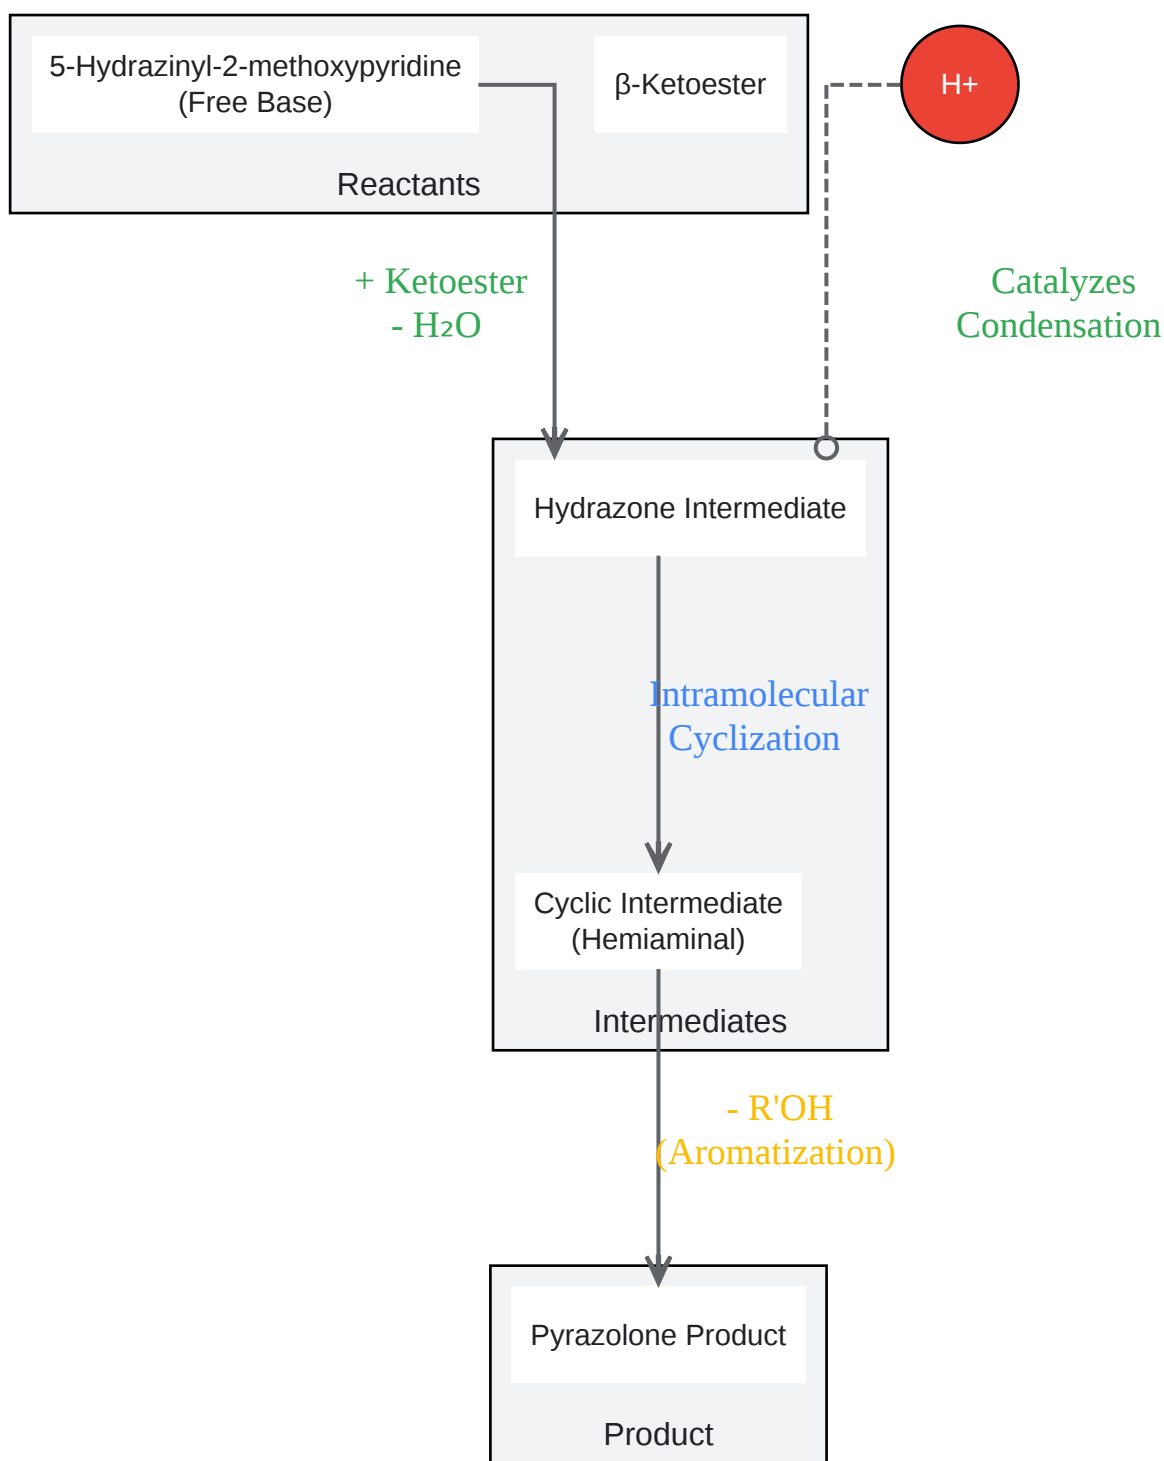 5-Hydrazinyl-2-methoxypyridine
(Free Base)
β-Ketoester
H+
Reactants
+ Ketoester
- H₂O
Catalyzes
Condensation
Hydrazone Intermediate
Intramolecular
Cyclization
Cyclic Intermediate
(Hemiaminal)
Intermediates
- R'OH
(Aromatization)
Pyrazolone Product
Product